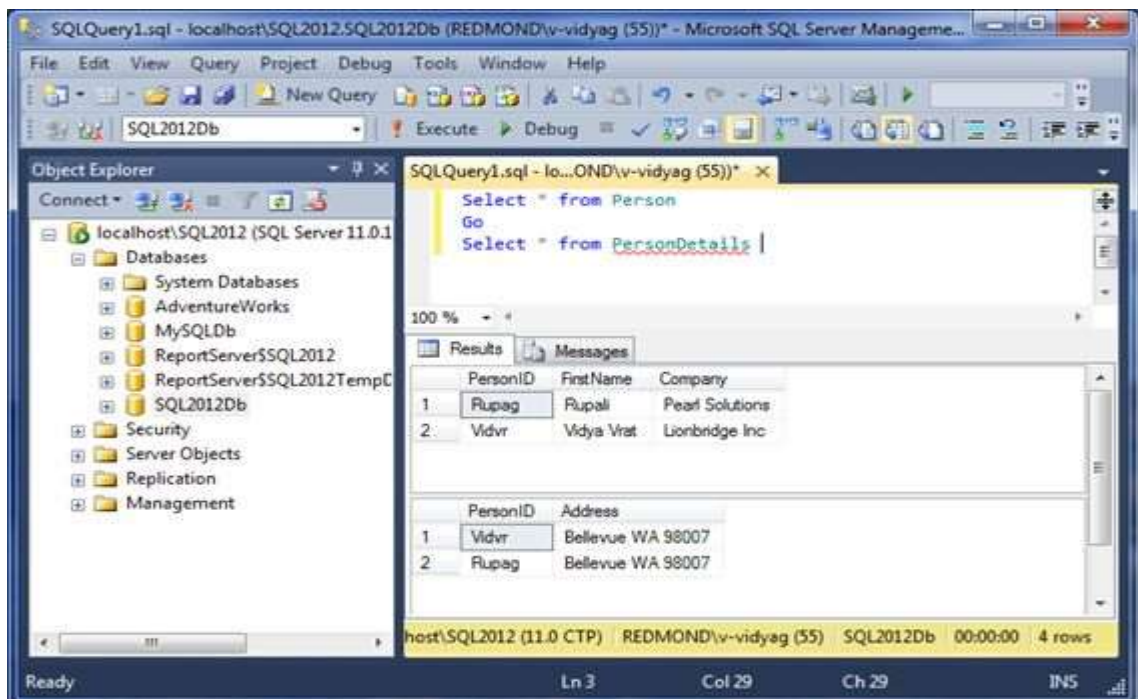 SQLQuery1.sql - localhost\SQL2012.SQL2012Db (REDMOND\v-vidyag (55))* - Microsoft SQL Server Manageme...
File Edit View Query Project Debug Tools Window Help
New Query
SQL2012Db Execute Debug
Object Explorer
Connect
localhost\SQL2012 (SQL Server 11.0.1
Databases
System Databases
AdventureWorks
MySQLDb
ReportServer$SQL2012
ReportServer$SQL2012TempD
SQL2012Db
Security
Server Objects
Replication
Management
SQLQuery1.sql - lo...OND\v-vidyag (55))*
Select * from Person
Go
Select * from PersonDetails
100 %
Results Messages
PersonID FirstName Company
1 Rupag Rupali Pearl Solutions
2 Vidvr Vidya Vrat Lionbridge Inc
PersonID Address
1 Vidvr Bellevue WA 98007
2 Rupag Bellevue WA 98007
host\SQL2012 (11.0 CTP) REDMOND\v-vidyag (55) SQL2012Db 00:00:00 4 rows
Ready Ln 3 Col 29 Ch 29 INS